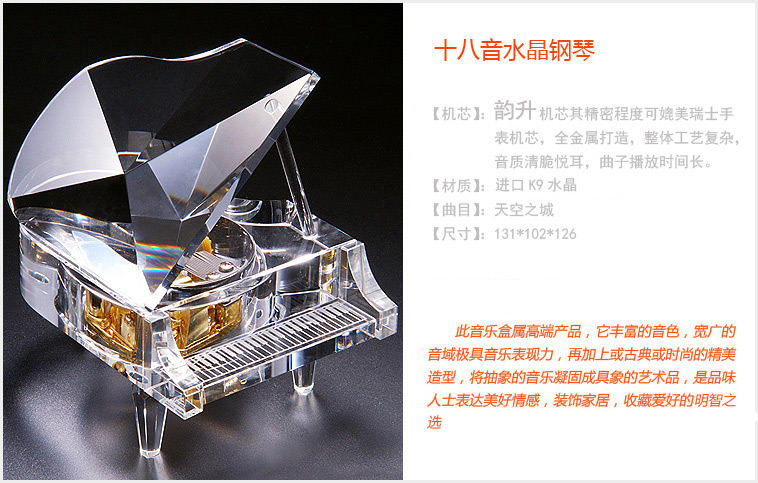 十八音水晶钢琴
【机芯】：韵升机芯其精密程度可媲美瑞士手
表机芯，全金属打造，整体工艺复杂，
音质清脆悦耳，曲子播放时间长。
【材质】：进口 K9 水晶
【曲目】：天空之城
【尺寸】：131*102*126
此音乐盒属高端产品，它丰富的音色，宽广的
音域极具音乐表现力，再加上或古典或时尚的精美
造型，将抽象的音乐凝固成具象的艺术品，是品味
人士表达美好情感，装饰家居，收藏爱好的明智之
选